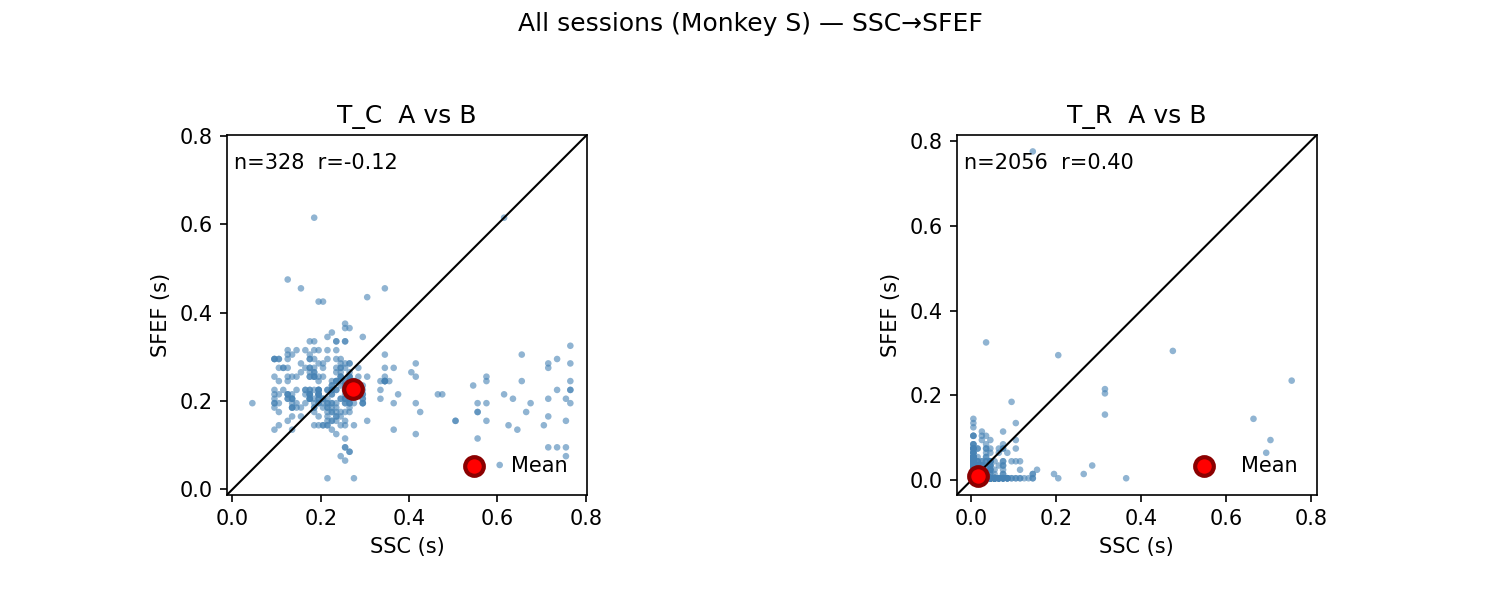 All sessions (Monkey S) — SSC→SFEF
T_C  A vs B
n=328  r=-0.12
0.8
0.6
0.4
0.2
0.0
SFEF (s)
Mean
0.0 0.2 0.4 0.6 0.8
SSC (s)
T_R  A vs B
n=2056  r=0.40
0.8
0.6
0.4
0.2
0.0
SFEF (s)
Mean
0.0 0.2 0.4 0.6 0.8
SSC (s)